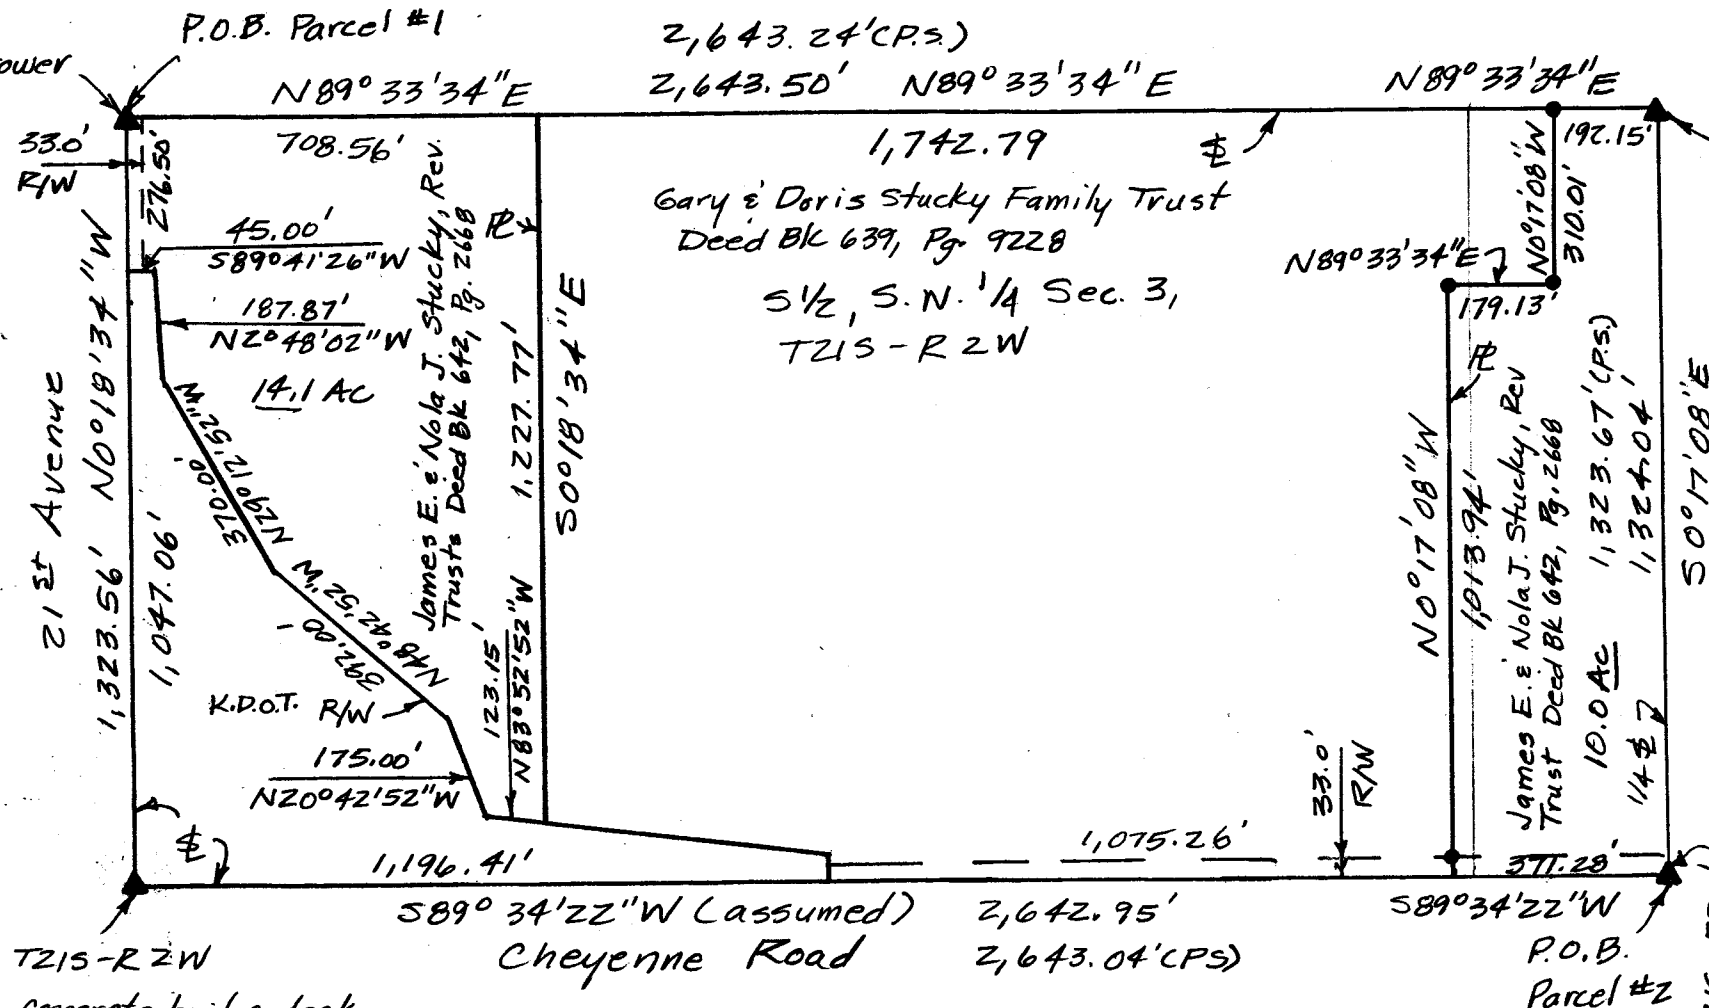 P.O.B. Parcel #1
2,643.24'(P.S.)
N89°33'34"E
2,643.50' N89°33'34"E
N89°33'34"E
33.0'
R/W
276.50'
708.56'
1,742.79
192.15'
N0°17'08"W
310.01'
Gary & Doris Stucky Family Trust
Deed Blk 639, Pg. 9228
S1/2, S.N. 1/4 Sec. 3,
T21S-R2W
45.00'
S89°41'26"W
187.87'
N2°48'02"W
14.1 Ac
James E. & Nola J. Stucky, Rev.
Trusts Deed Bk 642, Pg. 2668
1,227.77'
S0°18'34"E
N89°33'34"E
179.13'
21st Avenue
N0°18'34"W
1,323.56'
1,047.06'
N29°12'52"W
370.00'
N48°42'52"W
392.00'
K.D.O.T. R/W
175.00'
N20°42'52"W
123.15'
N83°52'52"W
N0°17'08"W
1,013.94'
James E. & Nola J. Stucky, Rev
Trust Deed Bk 642, Pg. 2668
10.0 Ac
1,323.67'(P.S.)
1,324.04'
S0°17'08"E
33.0'
R/W
1,196.41'
1,075.26'
371.28'
S89°34'22"W (assumed)
2,642.95'
S89°34'22"W
Cheyenne Road
2,643.04'(PS)
T21S-R2W
P.O.B.
Parcel #2